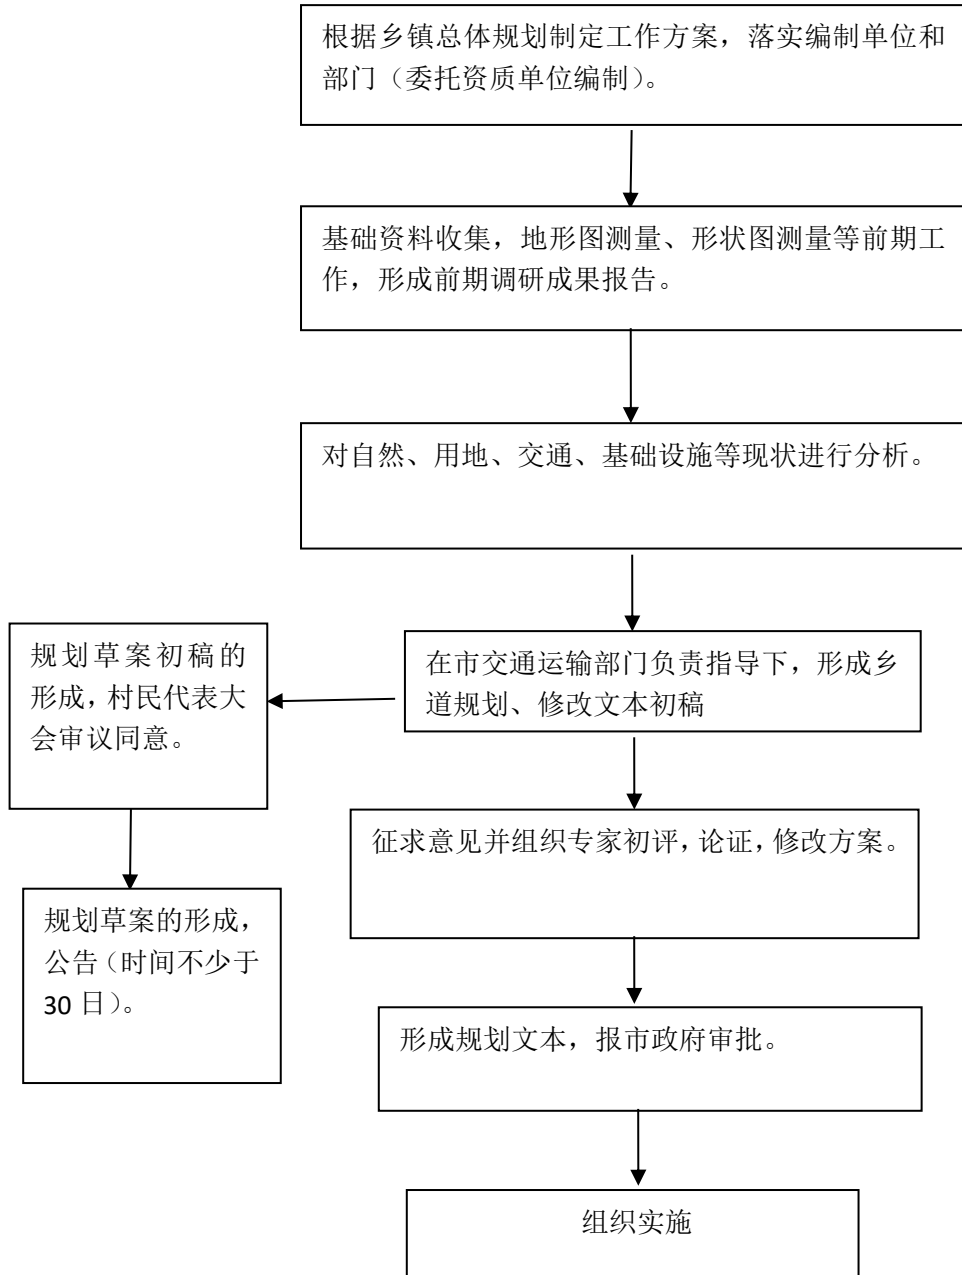 根据乡镇总体规划制定工作方案，落实编制单位和
部门（委托资质单位编制）。
基础资料收集，地形图测量、形状图测量等前期工
作，形成前期调研成果报告。
对自然、用地、交通、基础设施等现状进行分析。
在市交通运输部门负责指导下，形成乡
道规划、修改文本初稿
规划草案初稿的
形成，村民代表大
会审议同意。
征求意见并组织专家初评，论证，修改方案。
规划草案的形成，
公告（时间不少于
30 日）。
形成规划文本，报市政府审批。
组织实施